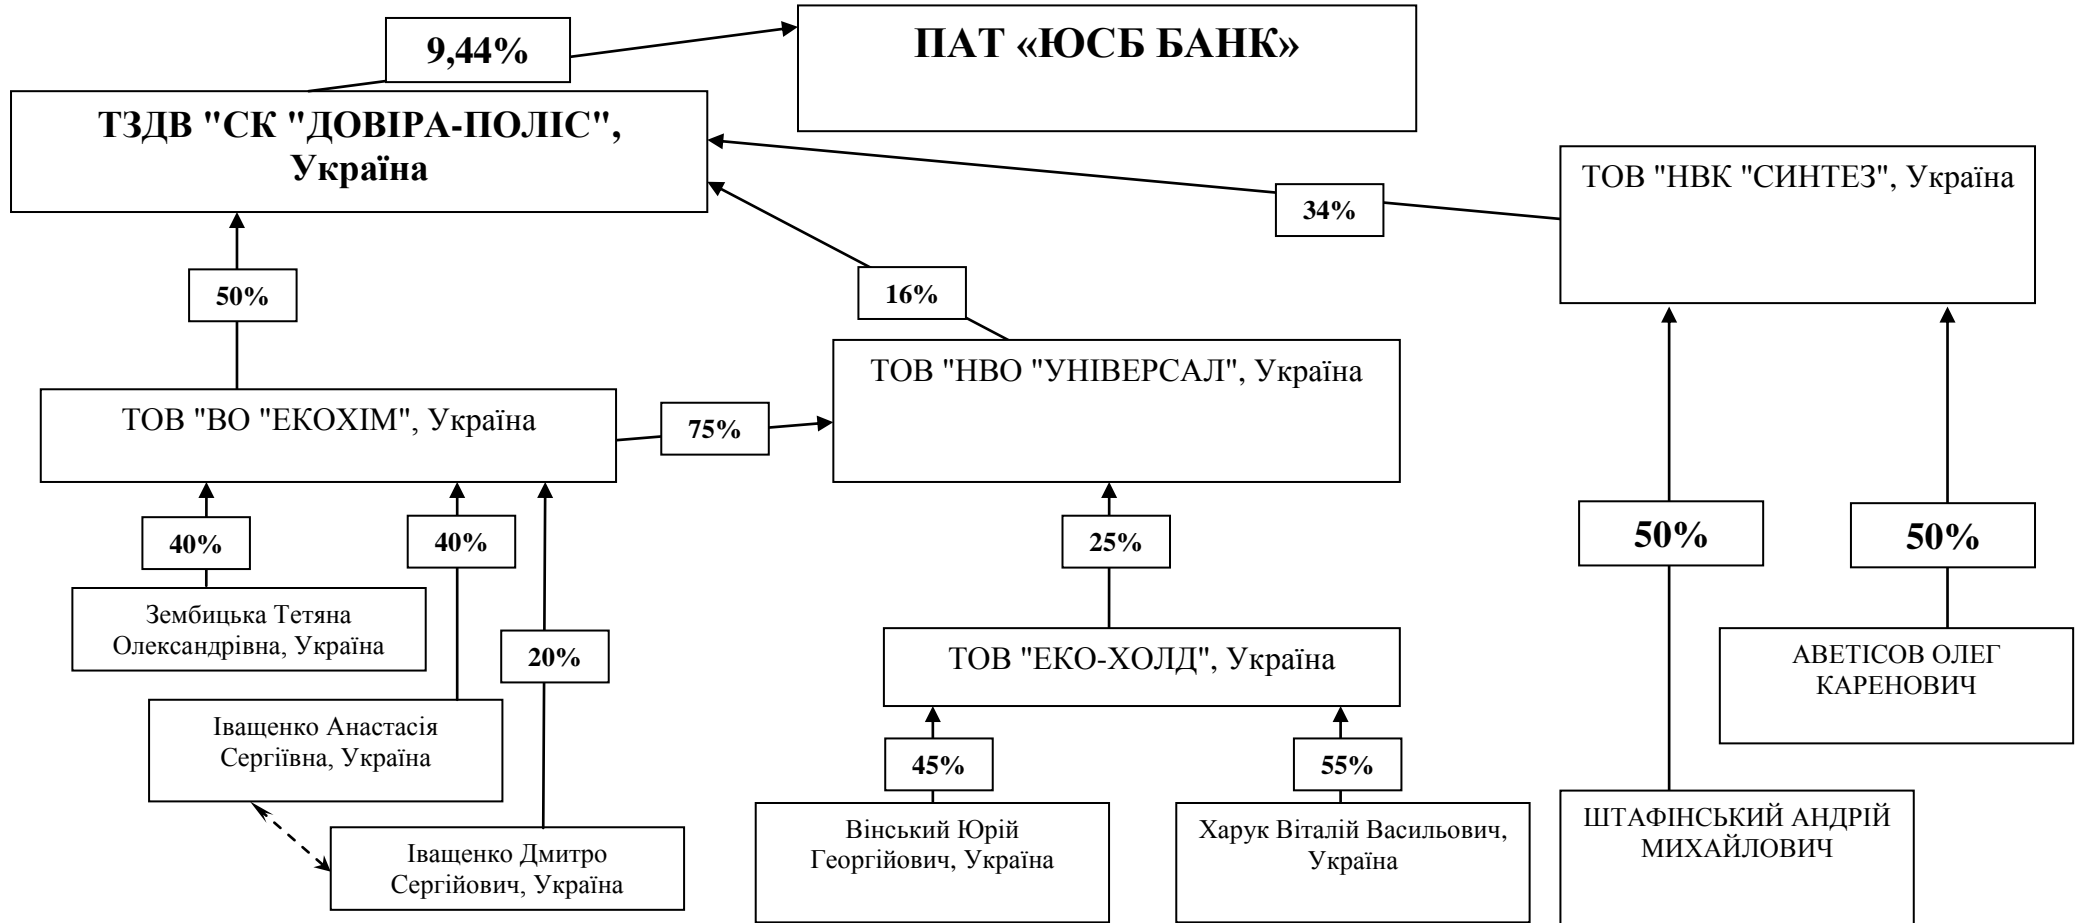 9,44%
ПАТ «ЮСБ БАНК»
ТЗДВ "СК "ДОВІРА-ПОЛІС",
Україна
ТОВ "НВК "СИНТЕЗ", Україна
34%
50%
16%
ТОВ "НВО "УНІВЕРСАЛ", Україна
ТОВ "ВО "ЕКОХІМ", Україна
75%
40%
40%
25%
50%
50%
Зембицька Тетяна
Олександрівна, Україна
20%
ТОВ "ЕКО-ХОЛД", Україна
АВЕТІСОВ ОЛЕГ
КАРЕНОВИЧ
Іващенко Анастасія
Сергіївна, Україна
45%
55%
Вінський Юрій
Георгійович, Україна
Харук Віталій Васильович,
Україна
ШТАФІНСЬКИЙ АНДРІЙ
МИХАЙЛОВИЧ
Іващенко Дмитро
Сергійович, Україна